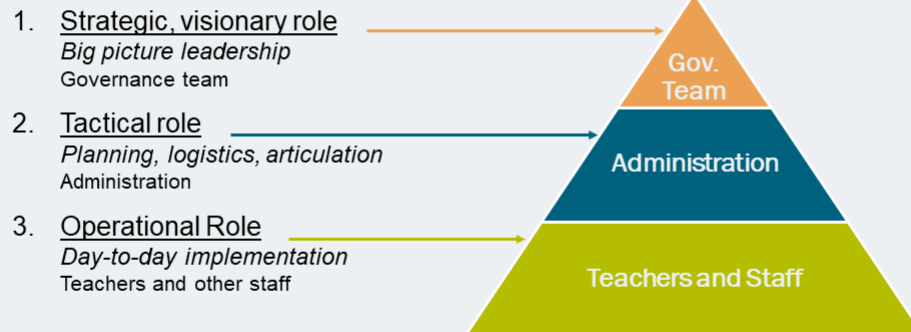 1. Strategic, visionary role
Big picture leadership
Governance team
2. Tactical role
Planning, logistics, articulation
Administration
3. Operational Role
Day-to-day implementation
Teachers and other staff
Gov.
Team
Administration
Teachers and Staff